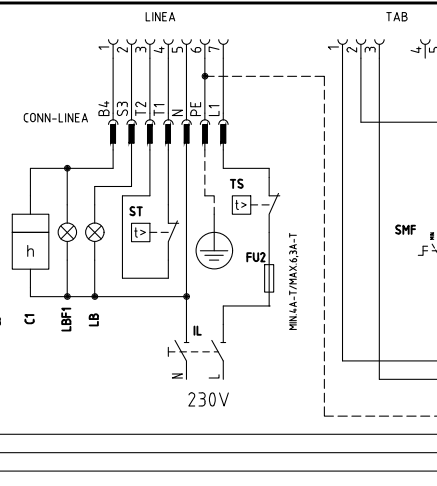 LINEA
TAB
1 2 3 4 5 6 7
1 2 3 4 5
CONN-LINEA
B4 S3 T2 T1 N PE L1
TS
t>
ST
t>
SMF
h
FU2
MIN.4A-T/MAX.6,3A-T
C1
LBF1
LB
IL
N L
230V